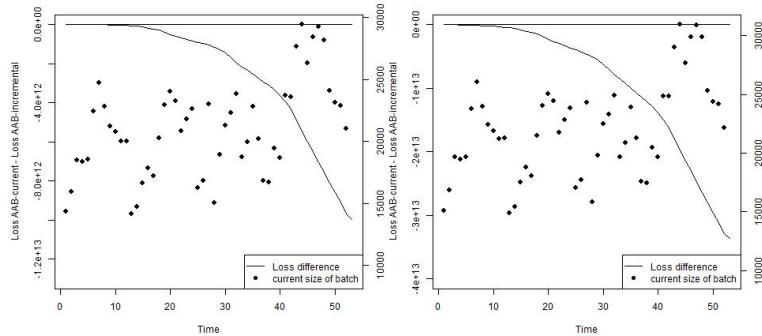 Loss AAB-current - Loss AAB-incremental
0.0e+00
-4.0e+12
-8.0e+12
-1.2e+13
30000
25000
20000
15000
10000
Loss difference
current size of batch
0 10 20 30 40 50
Time
Loss AAB-current - Loss AAB-incremental
0e+00
-1e+13
-2e+13
-3e+13
-4e+13
30000
25000
20000
15000
10000
Loss difference
current size of batch
0 10 20 30 40 50
Time